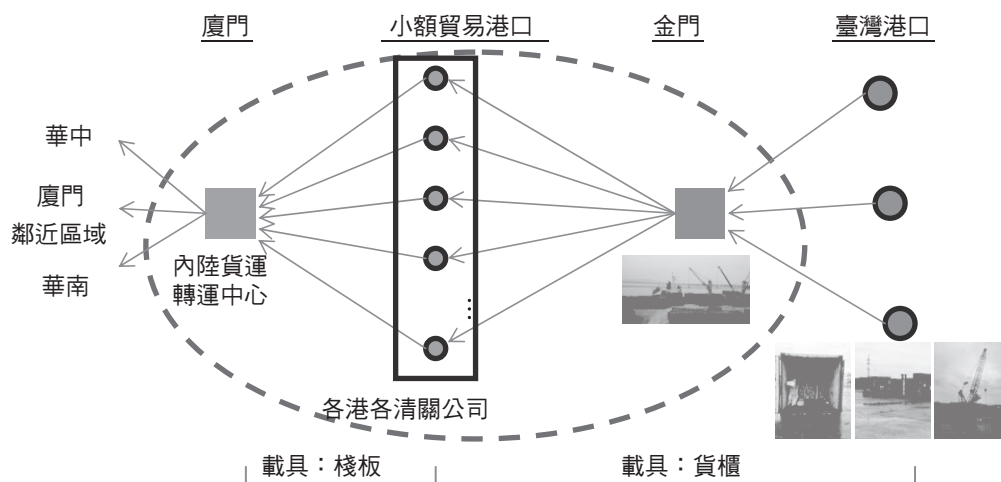 廈門
小額貿易港口
金門
臺灣港口
華中
廈門
鄰近區域
華南
內陸貨運
轉運中心
各港各清關公司
載具：棧板
載具：貨櫃